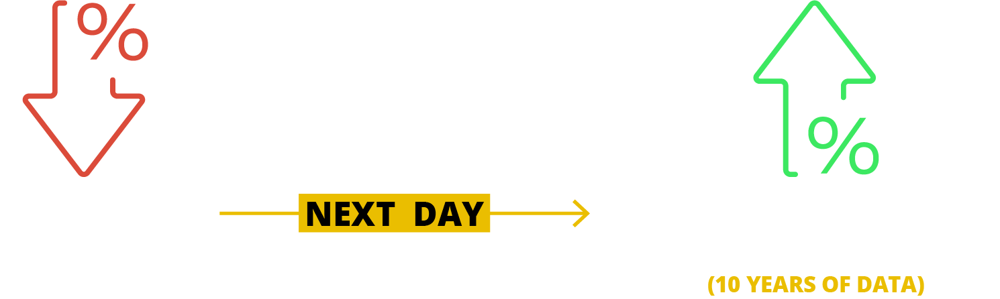 %
%
NEXT DAY
(10 YEARS OF DATA)